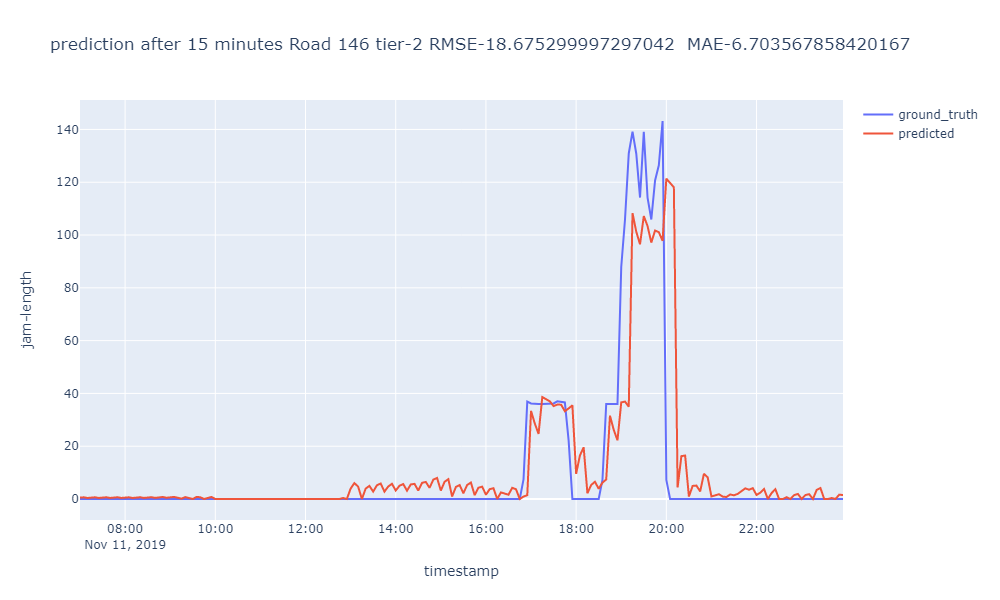 prediction after 15 minutes Road 146 tier-2 RMSE-18.675299997297042  MAE-6.703567858420167
ground_truth
predicted
jam-length
140
120
100
80
60
40
20
0
08:00 10:00 12:00 14:00 16:00 18:00 20:00 22:00
Nov 11, 2019
timestamp